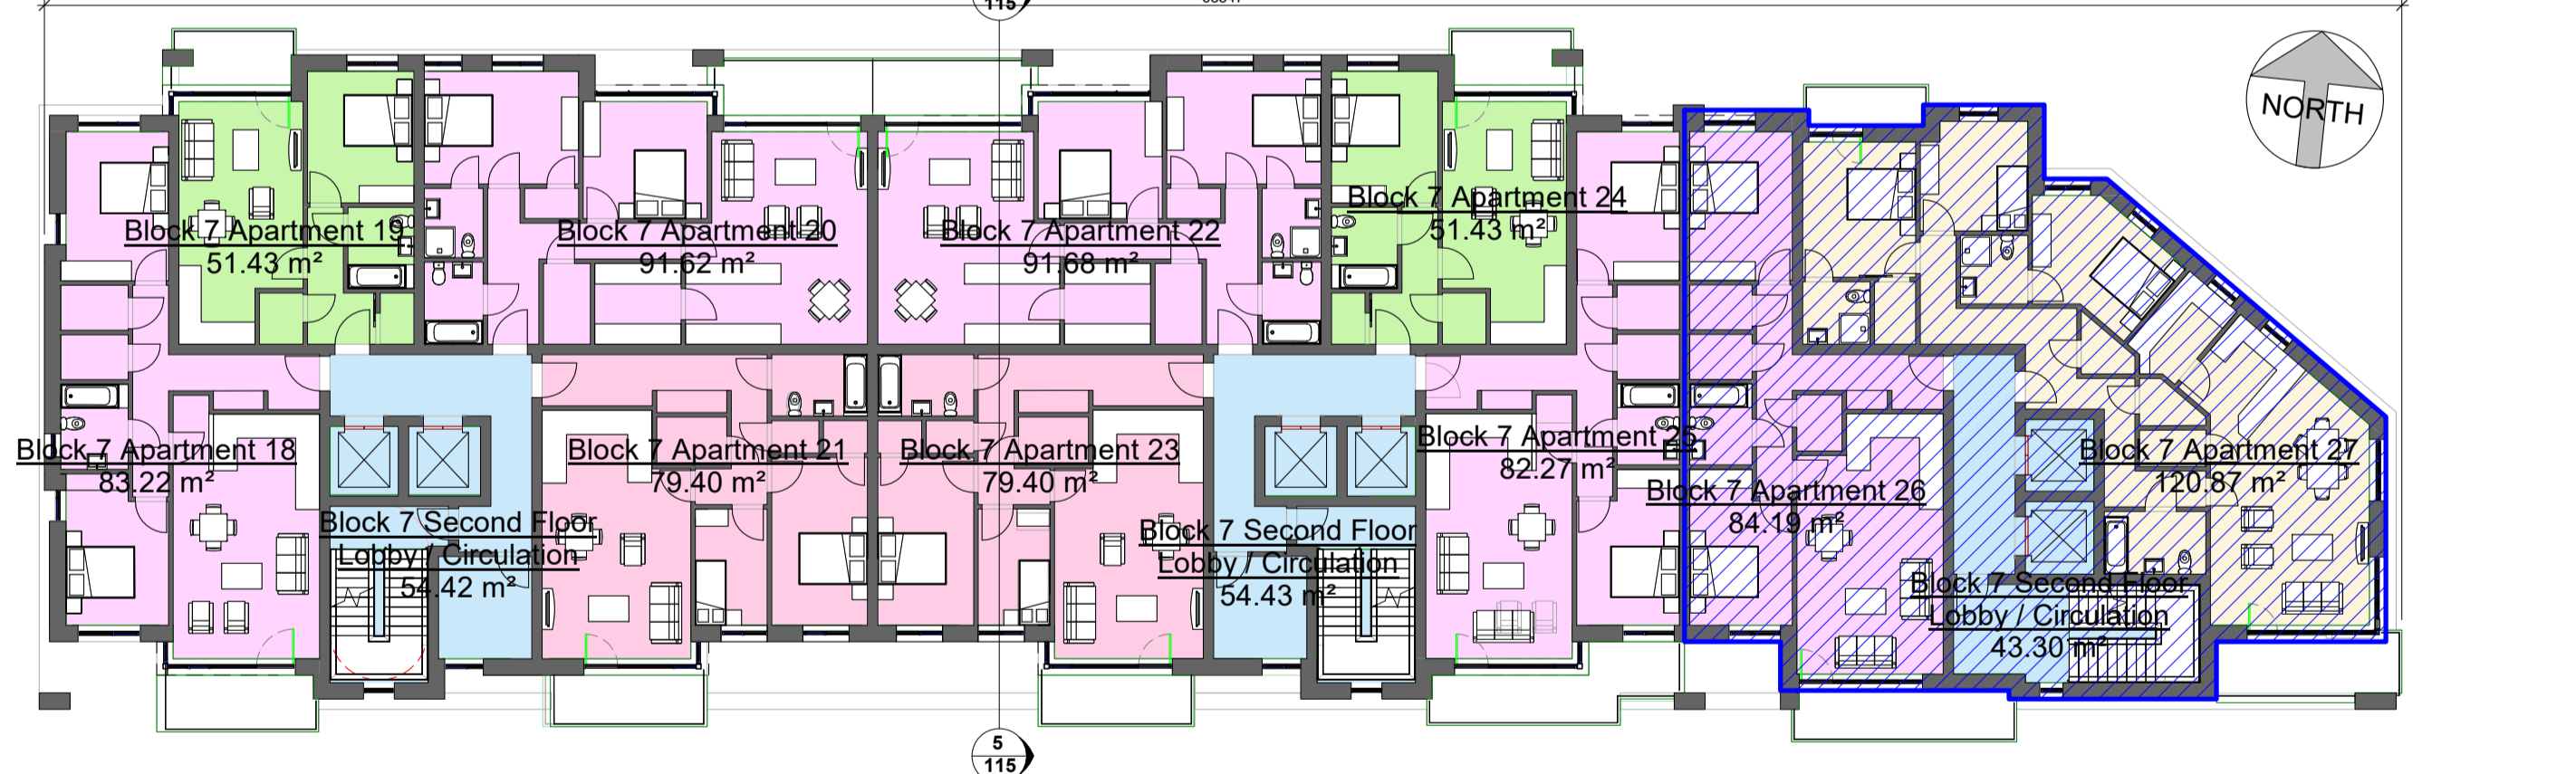 115
NORTH
Block 7 Apartment 19
51.43 m²
Block 7 Apartment 20
91.62 m²
Block 7 Apartment 22
91.68 m²
Block 7 Apartment 24
51.43 m²
Block 7 Apartment 18
83.22 m²
Block 7 Apartment 21
79.40 m²
Block 7 Apartment 23
79.40 m²
Block 7 Apartment 25
82.27 m²
Block 7 Apartment 26
84.19 m²
Block 7 Apartment 27
120.87 m²
Block 7 Second Floor
Lobby / Circulation
54.42 m²
Block 7 Second Floor
Lobby / Circulation
54.43 m²
Block 7 Second Floor
Lobby / Circulation
43.30 m²
5
115